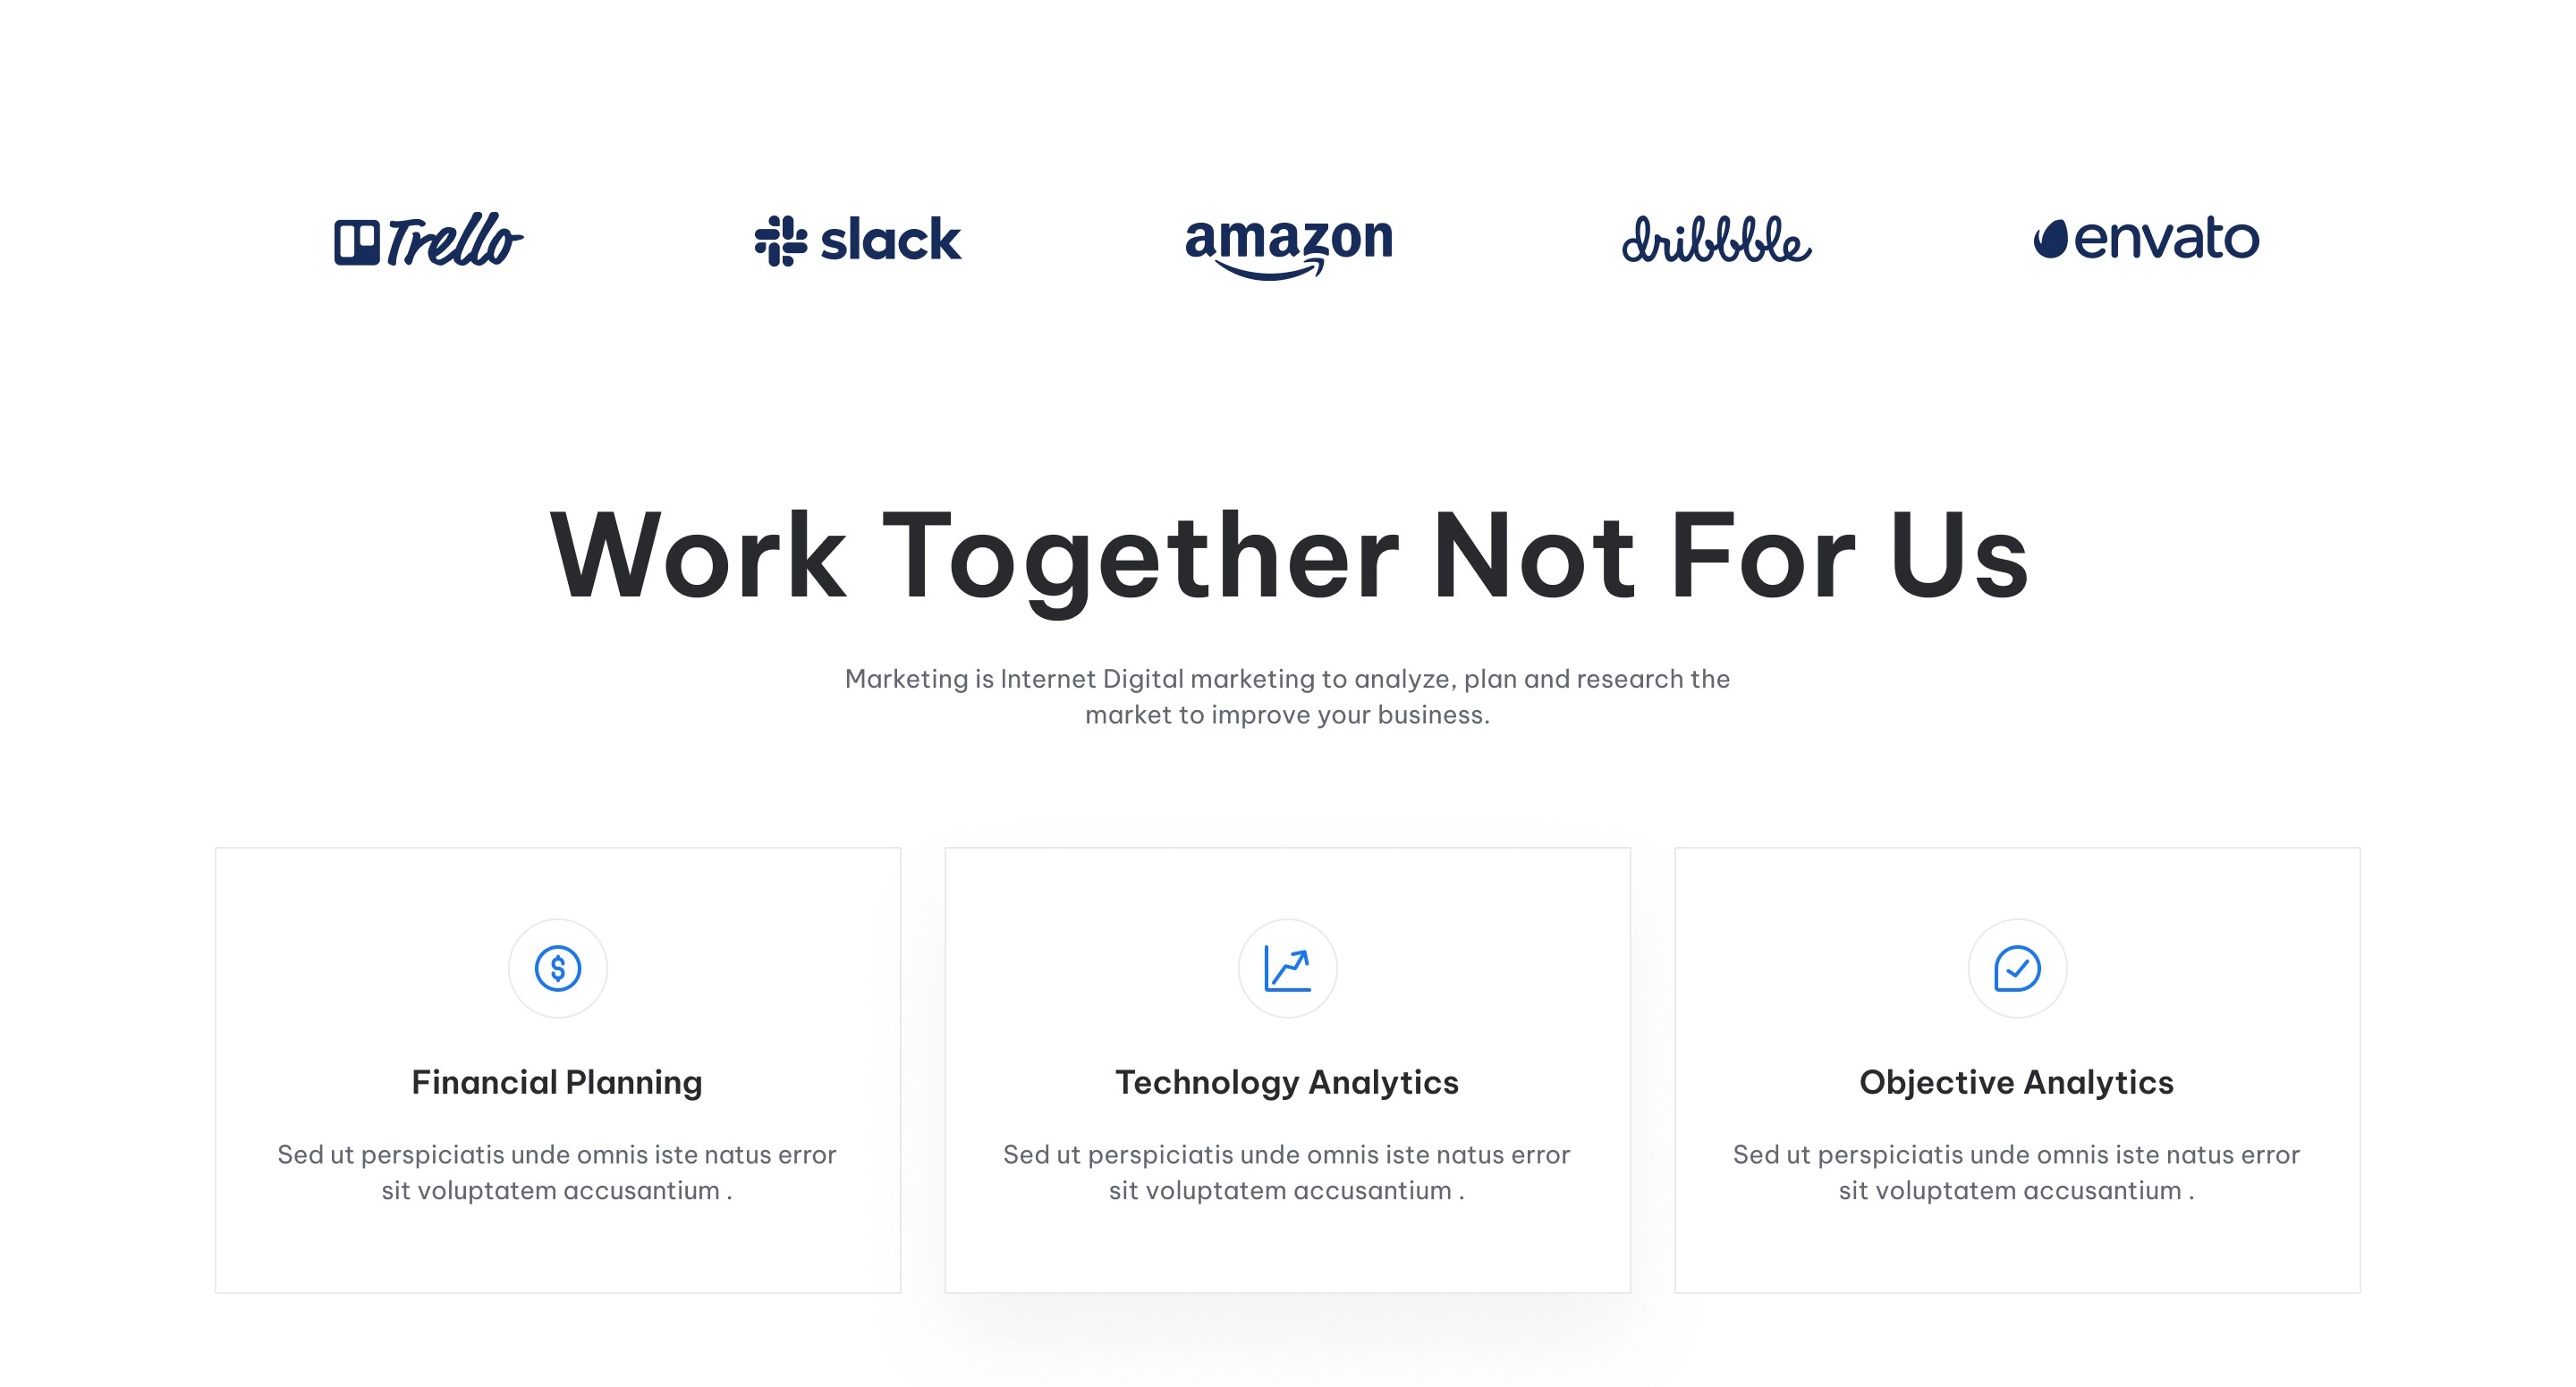 Trello
slack
amazon
dribbble
envato
Work Together Not For Us
Marketing is Internet Digital marketing to analyze, plan and research the
market to improve your business.
$
Financial Planning
Sed ut perspiciatis unde omnis iste natus error
sit voluptatem accusantium .
Technology Analytics
Sed ut perspiciatis unde omnis iste natus error
sit voluptatem accusantium .
Objective Analytics
Sed ut perspiciatis unde omnis iste natus error
sit voluptatem accusantium .